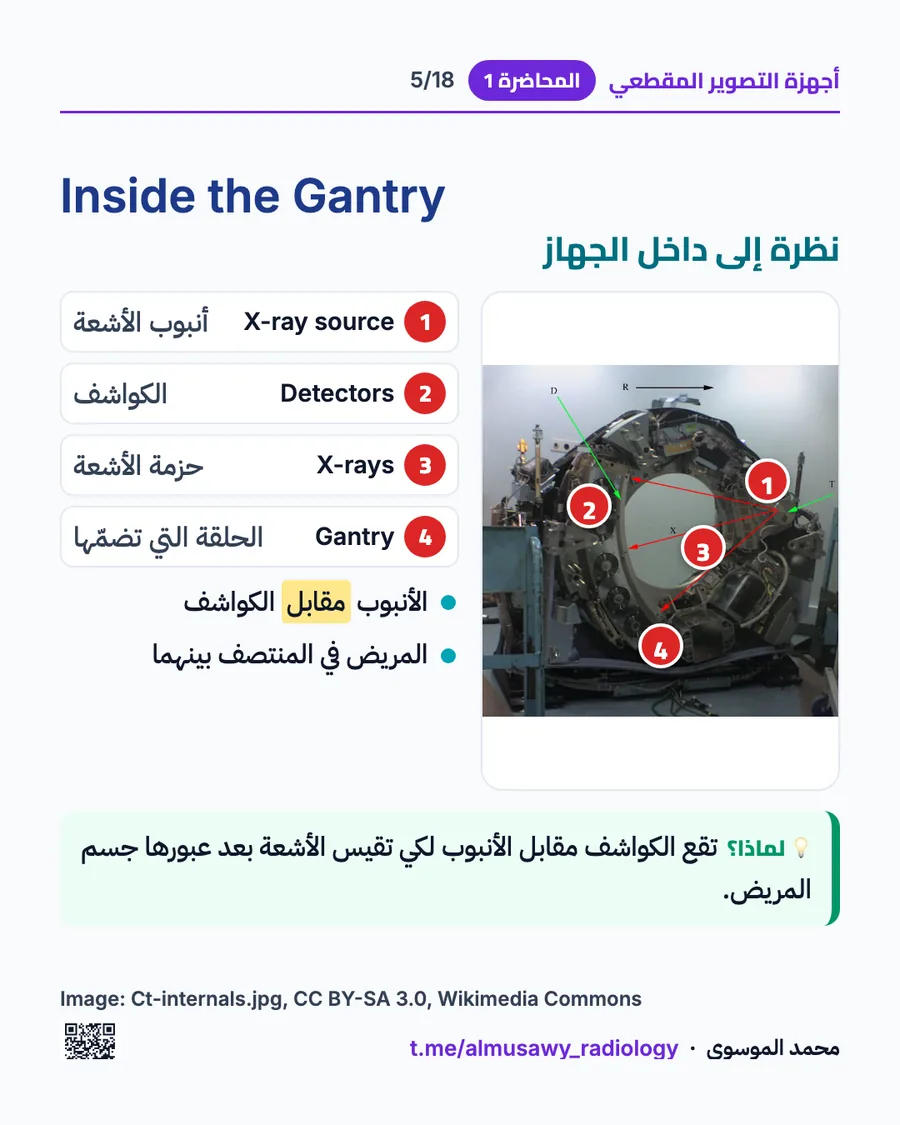 أجهزة التصوير المقطعي المحاضرة 1 5/18
Inside the Gantry
نظرة إلى داخل الجهاز
1 X-ray source أنبوب الأشعة
2 Detectors الكواشف
3 X-rays حزمة الأشعة
4 Gantry الحلقة التي تضمّها
الأنبوب مقابل الكواشف
المريض في المنتصف بينهما
D
R
T
X
1
2
3
4
لماذا؟ تقع الكواشف مقابل الأنبوب لكي تقيس الأشعة بعد عبورها جسم
المريض.
Image: Ct-internals.jpg, CC BY-SA 3.0, Wikimedia Commons
محمد الموسوي · t.me/almusawy_radiology